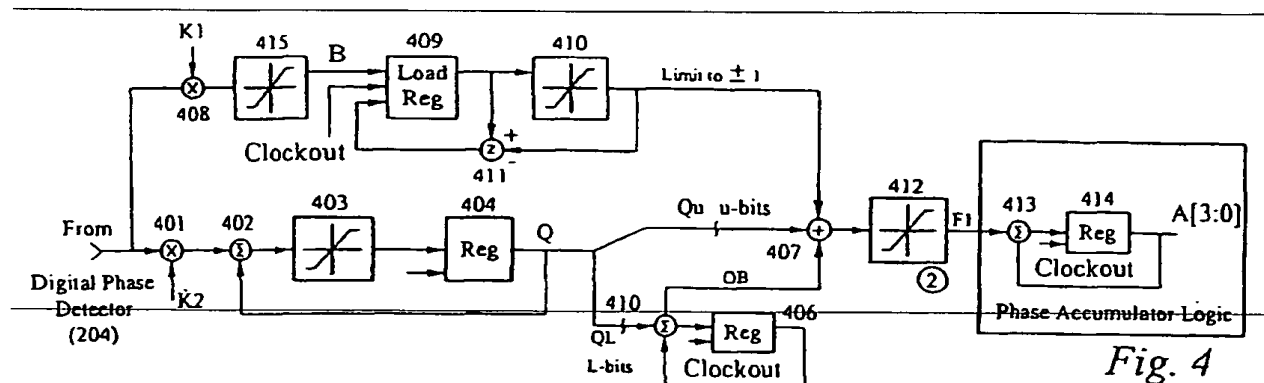 K1
415
B
409
410
Load
Reg
Limit to ± 1
408
Clockout
+
Z
-
411
412
Qu u-bits
F1
413
414
A[3:0]
From
401
402
403
404
Q
X
Σ
Reg
+
407
Σ
Reg
Clockout
Digital Phase
Detector
(204)
K2
OB
2
Phase Accumulator Logic
410
QL
Σ
Reg
406
L-bits
Clockout
Fig. 4